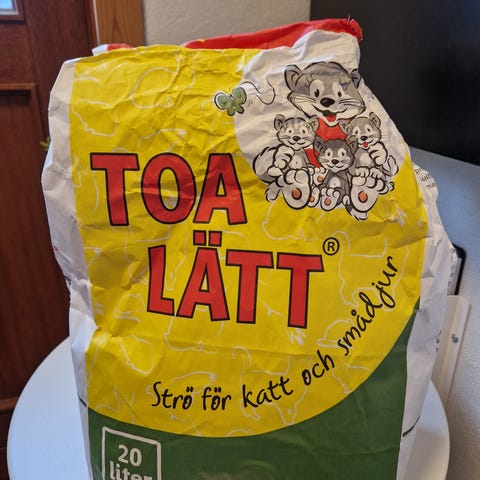 TOA
LÄTT®
Strö för katt och smådjur
20
liter